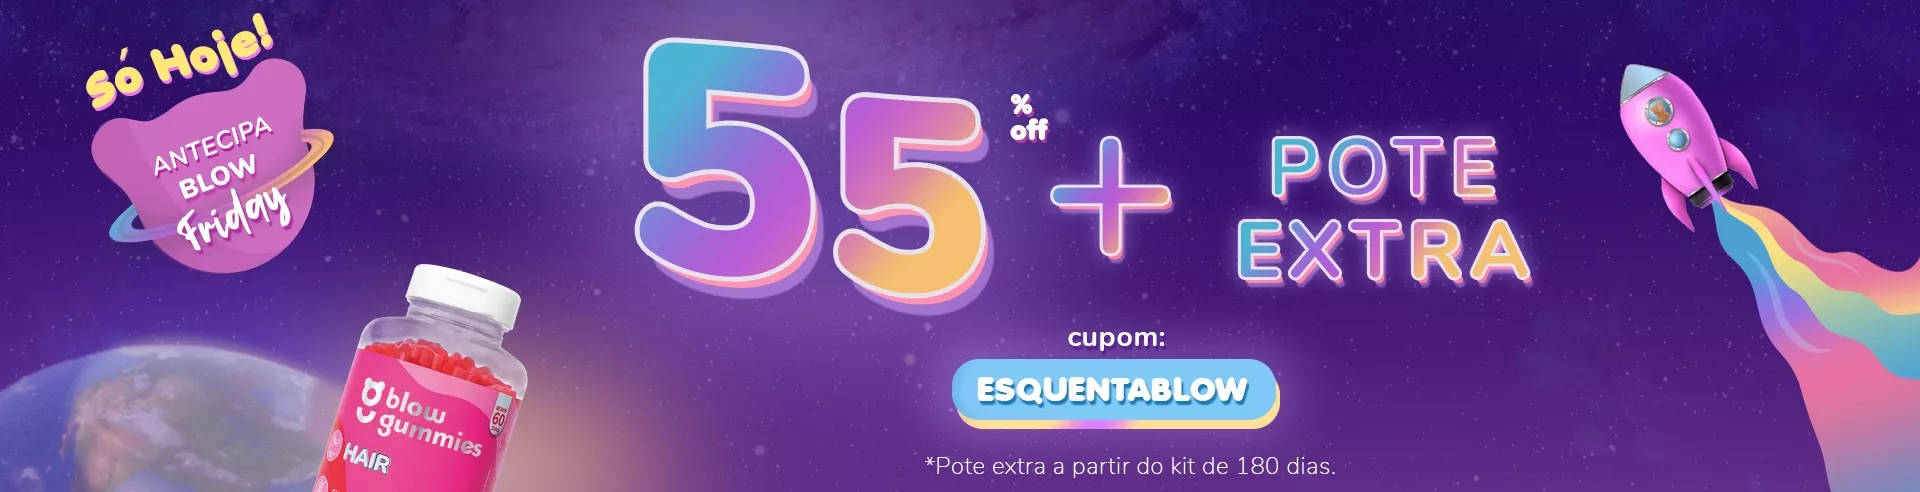 Só Hoje!
ANTECIPA
BLOW
Friday
55
%
off
+
POTE
EXTRA
cupom:
ESQUENTABLOW
*Pote extra a partir do kit de 180 dias.
blow
gummies
HAIR
60